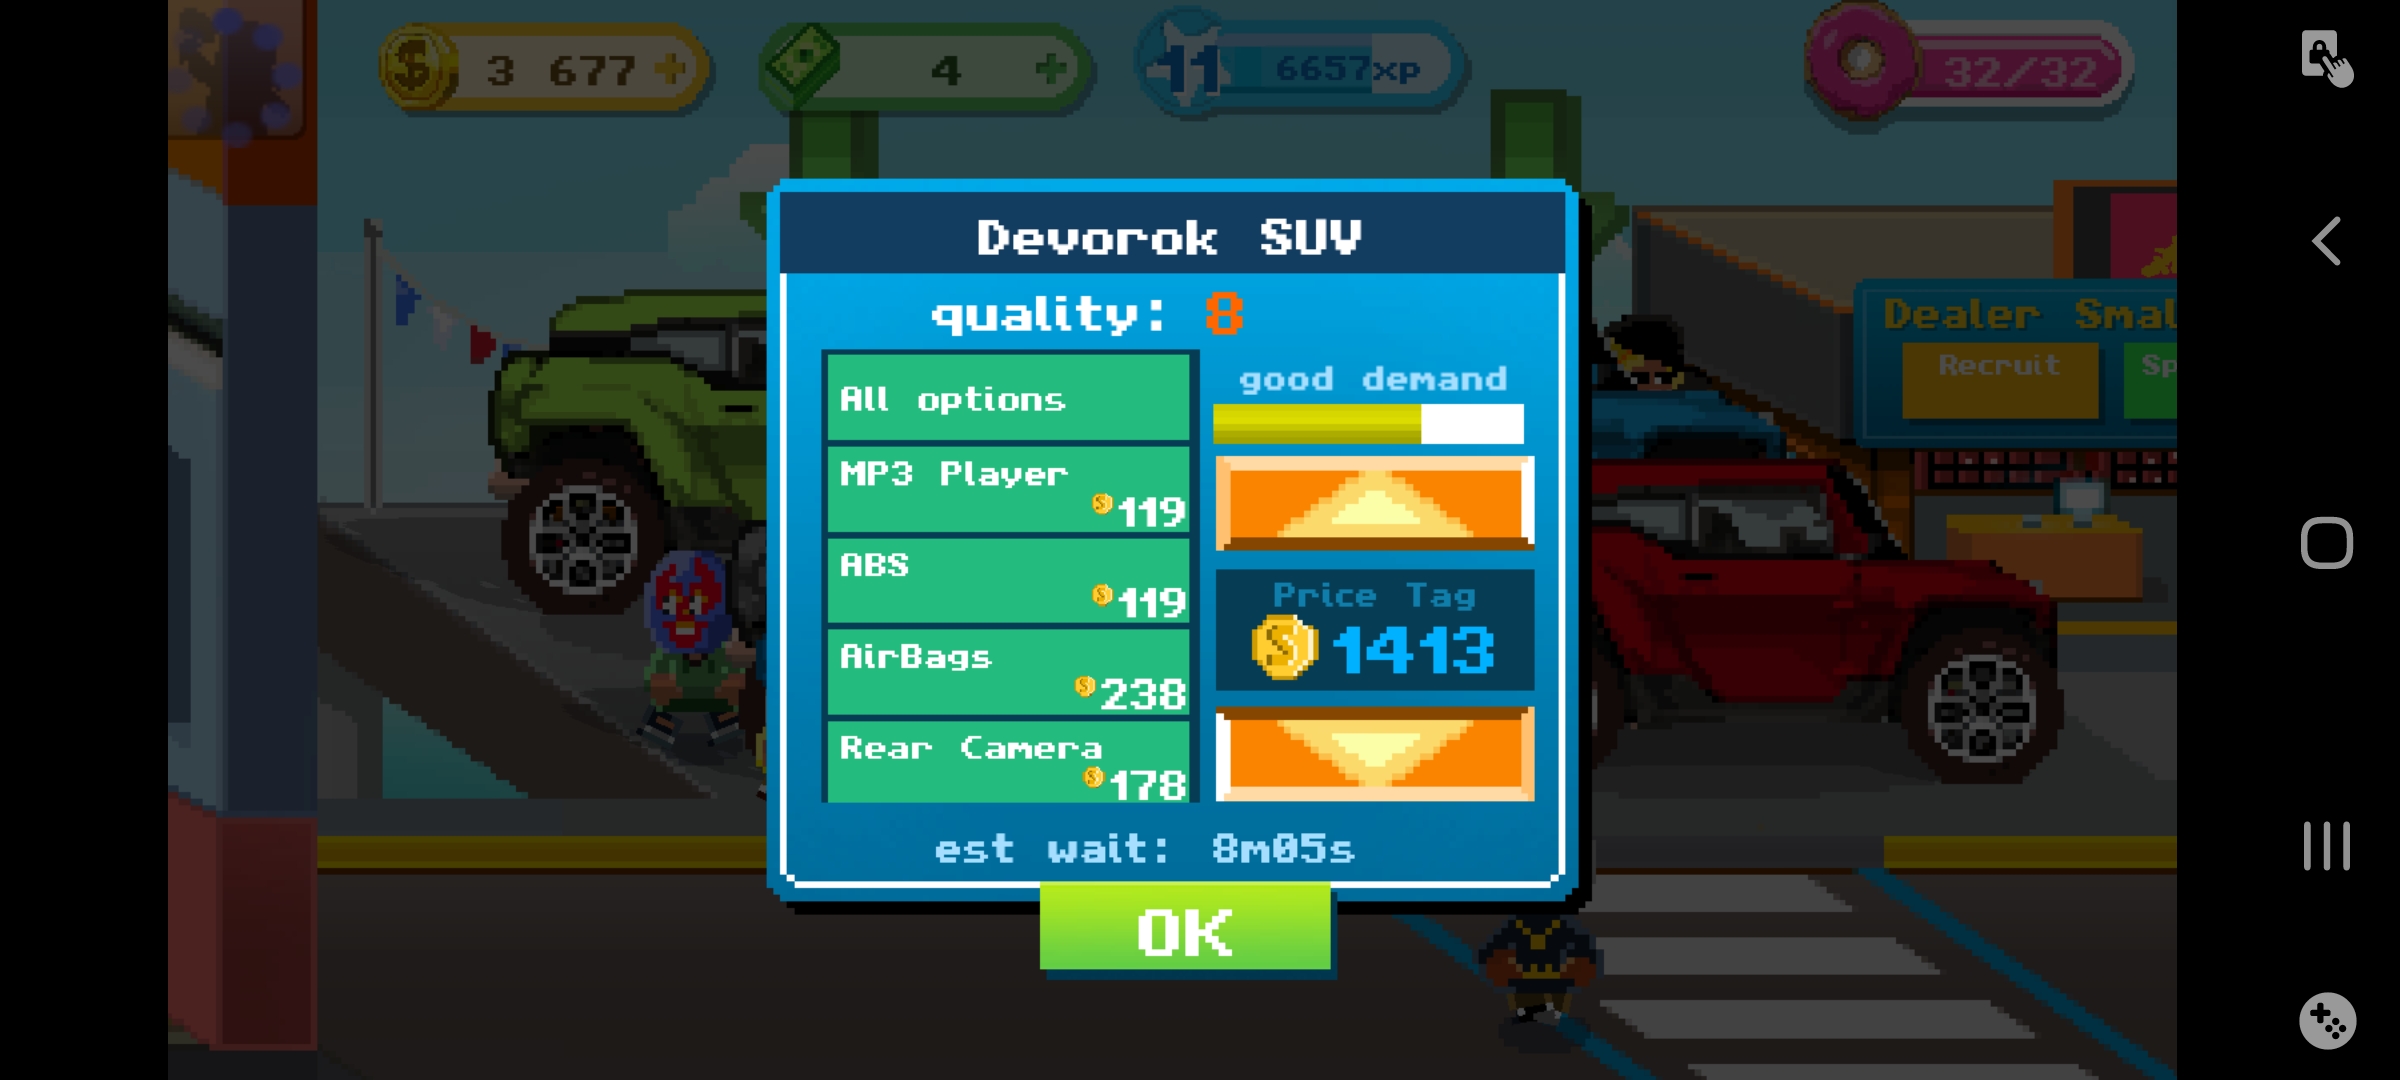 3 677
4
11
6657xp
32/32
Devorok SUV
quality: 8
All options
good demand
MP3 Player
119
ABS
119
Price Tag
1413
AirBags
238
Rear Camera
178
est wait: 8m05s
OK
Dealer Smal
Recruit
Sp